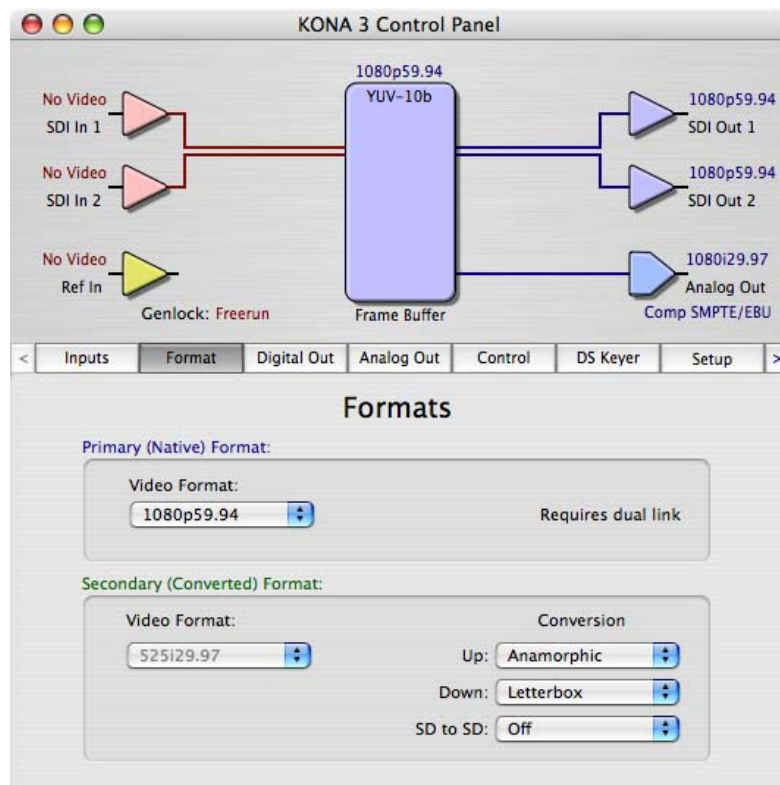 KONA 3 Control Panel
1080p59.94
YUV-10b
No Video
SDI In 1
1080p59.94
SDI Out 1
No Video
SDI In 2
1080p59.94
SDI Out 2
No Video
Ref In
1080i29.97
Analog Out
Genlock: Freerun
Frame Buffer
Comp SMPTE/EBU
< Inputs Format Digital Out Analog Out Control DS Keyer Setup >
Formats
Primary (Native) Format:
Video Format:
1080p59.94
Requires dual link
Secondary (Converted) Format:
Video Format:
Conversion
525i29.97
Up: Anamorphic
Down: Letterbox
SD to SD: Off